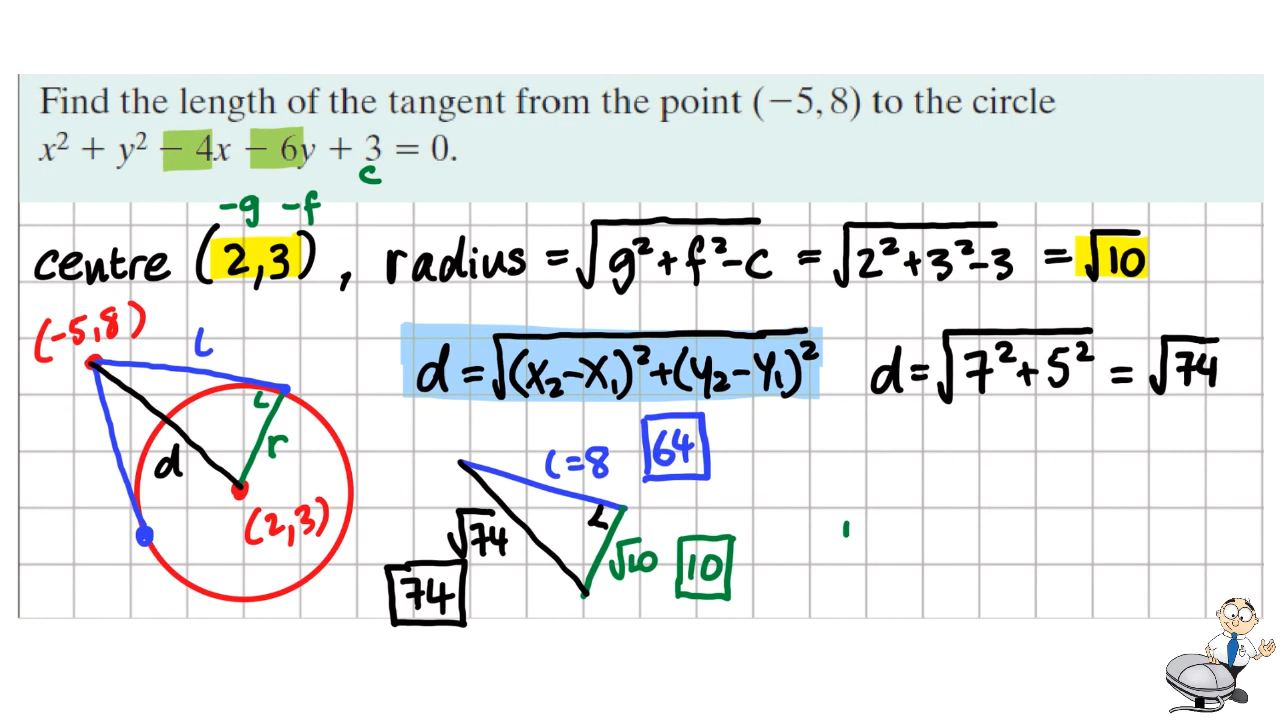 Find the length of the tangent from the point (−5, 8) to the circle
x² + y² − 4x − 6y + 3 = 0.
c
-g -f
centre (2,3), radius = √(g²+f²-c) = √(2²+3²-3) = √10
(-5,8)
l
d = √((x₂-x₁)²+(y₂-y₁)²) d = √(7²+5²) = √74
r
d
(2,3)
l=8 64
√74
√10 10
74